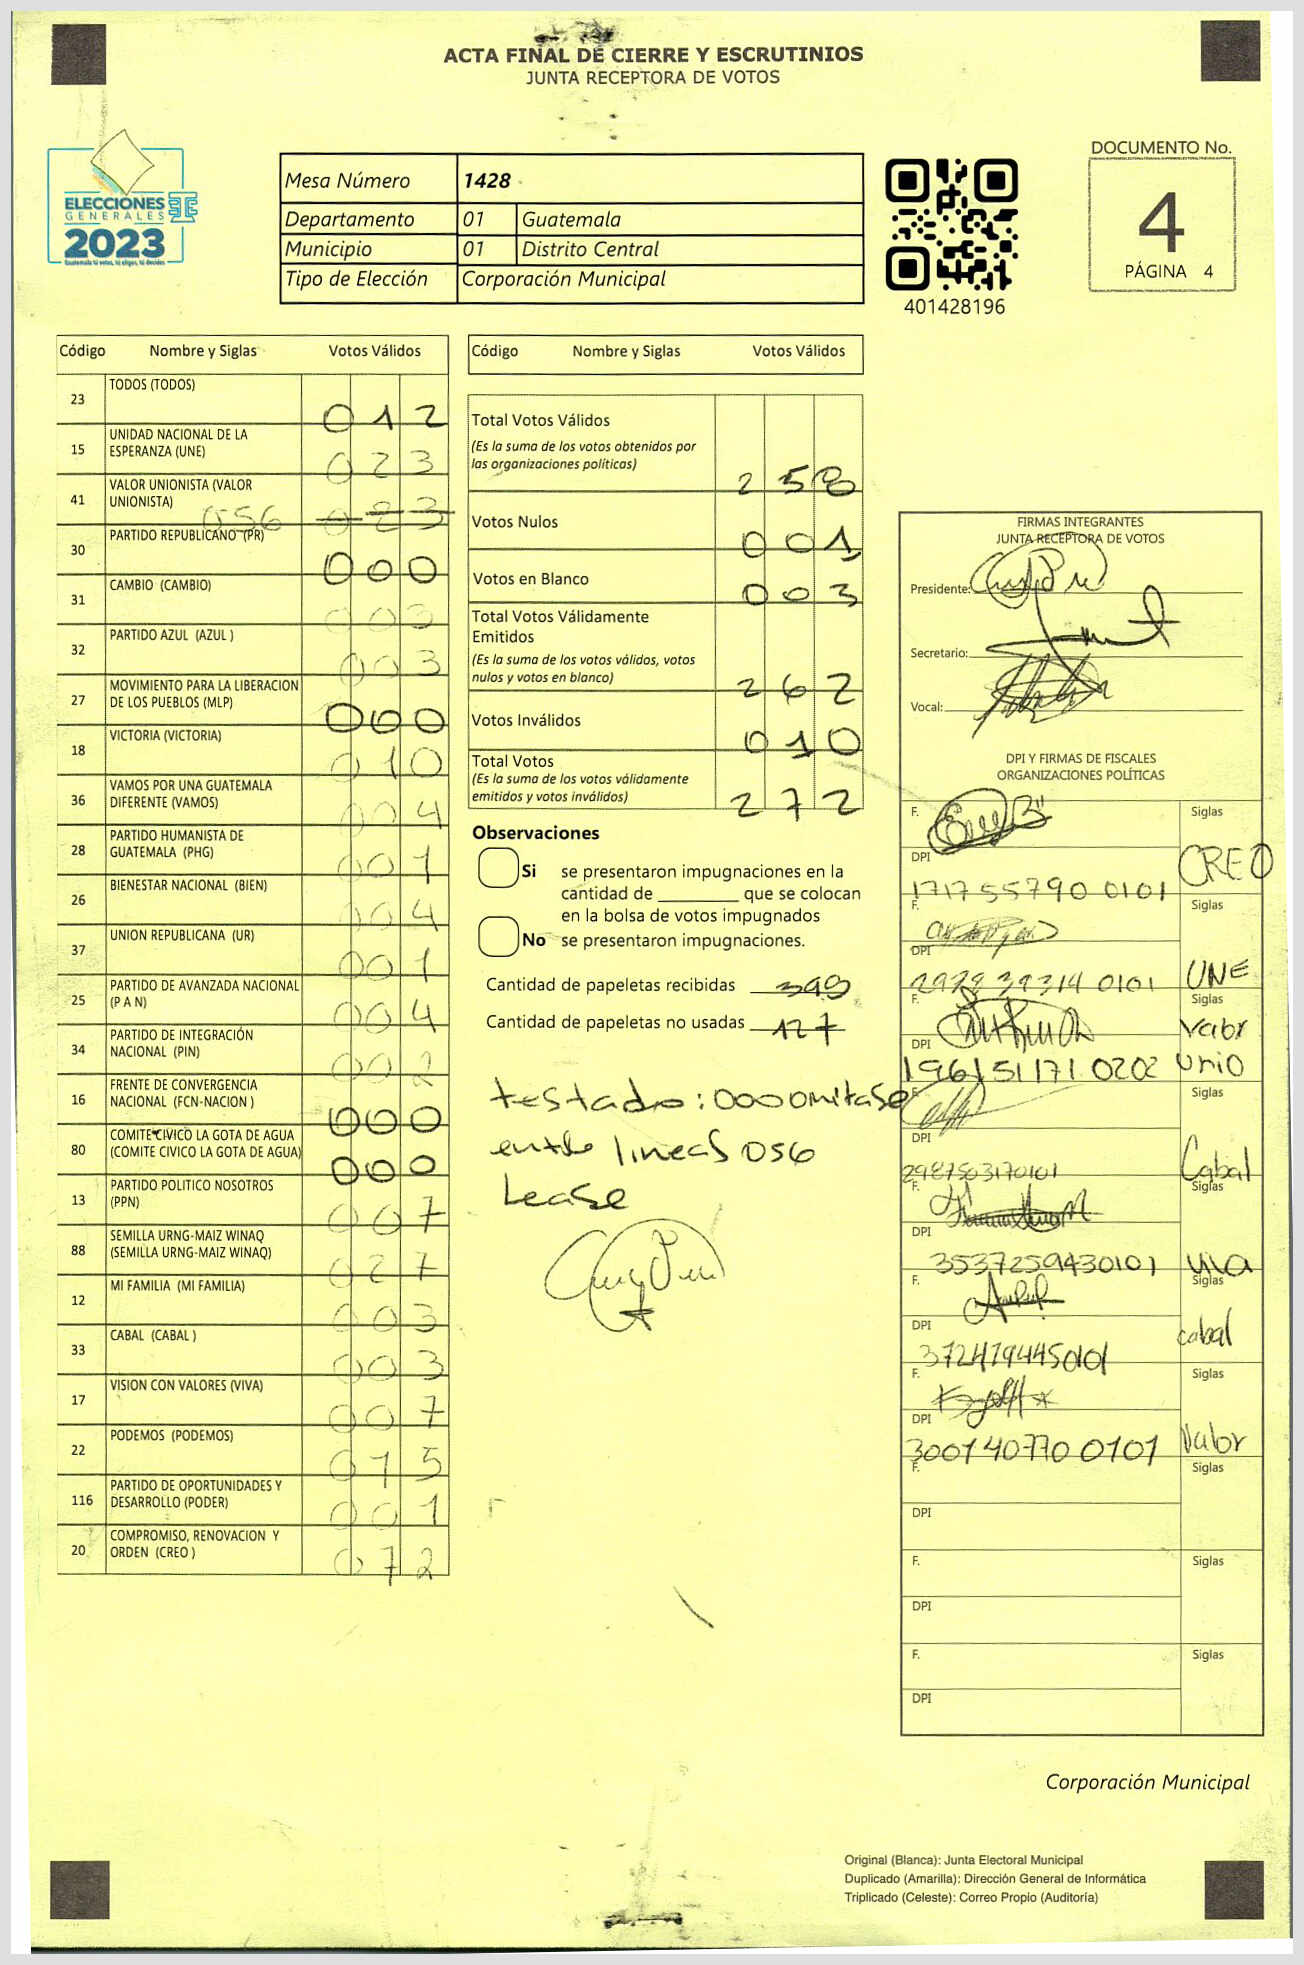 ACTA FINAL DE CIERRE Y ESCRUTINIOS
JUNTA RECEPTORA DE VOTOS
ELECCIONES
GENERALES
2023
Guatemala tú votas, tú eliges, tú decides
Mesa Número 1428
Departamento 01 Guatemala
Municipio 01 Distrito Central
Tipo de Elección Corporación Municipal
401428196
DOCUMENTO No.
4
PÁGINA 4
Código Nombre y Siglas Votos Válidos
23 TODOS (TODOS) 012
15 UNIDAD NACIONAL DE LA ESPERANZA (UNE) 023
41 VALOR UNIONISTA (VALOR UNIONISTA) 056 023
30 PARTIDO REPUBLICANO (PR) 000
31 CAMBIO (CAMBIO) 003
32 PARTIDO AZUL (AZUL ) 003
27 MOVIMIENTO PARA LA LIBERACION DE LOS PUEBLOS (MLP) 000
18 VICTORIA (VICTORIA) 010
36 VAMOS POR UNA GUATEMALA DIFERENTE (VAMOS) 004
28 PARTIDO HUMANISTA DE GUATEMALA (PHG) 001
26 BIENESTAR NACIONAL (BIEN) 004
37 UNION REPUBLICANA (UR) 001
25 PARTIDO DE AVANZADA NACIONAL (P A N) 004
34 PARTIDO DE INTEGRACIÓN NACIONAL (PIN) 002
16 FRENTE DE CONVERGENCIA NACIONAL (FCN-NACION ) 000
80 COMITE CIVICO LA GOTA DE AGUA (COMITE CIVICO LA GOTA DE AGUA) 000
13 PARTIDO POLITICO NOSOTROS (PPN) 007
88 SEMILLA URNG-MAIZ WINAQ (SEMILLA URNG-MAIZ WINAQ) 027
12 MI FAMILIA (MI FAMILIA) 003
33 CABAL (CABAL ) 003
17 VISION CON VALORES (VIVA) 007
22 PODEMOS (PODEMOS) 015
116 PARTIDO DE OPORTUNIDADES Y DESARROLLO (PODER) 001
20 COMPROMISO, RENOVACION Y ORDEN (CREO ) 072
Código Nombre y Siglas Votos Válidos
Total Votos Válidos
(Es la suma de los votos obtenidos por
las organizaciones políticas) 258
Votos Nulos 001
Votos en Blanco 003
Total Votos Válidamente
Emitidos
(Es la suma de los votos válidos, votos
nulos y votos en blanco) 262
Votos Inválidos 010
Total Votos
(Es la suma de los votos válidamente
emitidos y votos inválidos) 272
Observaciones
Si se presentaron impugnaciones en la
cantidad de ________ que se colocan
en la bolsa de votos impugnados
No se presentaron impugnaciones.
Cantidad de papeletas recibidas 399
Cantidad de papeletas no usadas 127
testado: 000 omitase
entre lineas 056
Lease
FIRMAS INTEGRANTES
JUNTA RECEPTORA DE VOTOS
Presidente:
Secretario:
Vocal:
DPI Y FIRMAS DE FISCALES
ORGANIZACIONES POLÍTICAS
F. Siglas
DPI CREO
1717 55790 0101
F. Siglas
DPI UNE
2978 39314 0101
F. Siglas
DPI Valor
1961 51171 0202 Unio
F. Siglas
DPI Cabal
2987503170101
F. Siglas
DPI
3537259430101 Viva
F. Siglas
DPI cabal
3724794450101
F. Siglas
DPI
3001 40770 0101 Valor
F. Siglas
DPI
F. Siglas
DPI
F. Siglas
DPI
Corporación Municipal
Original (Blanca): Junta Electoral Municipal
Duplicado (Amarilla): Dirección General de Informática
Triplicado (Celeste): Correo Propio (Auditoría)